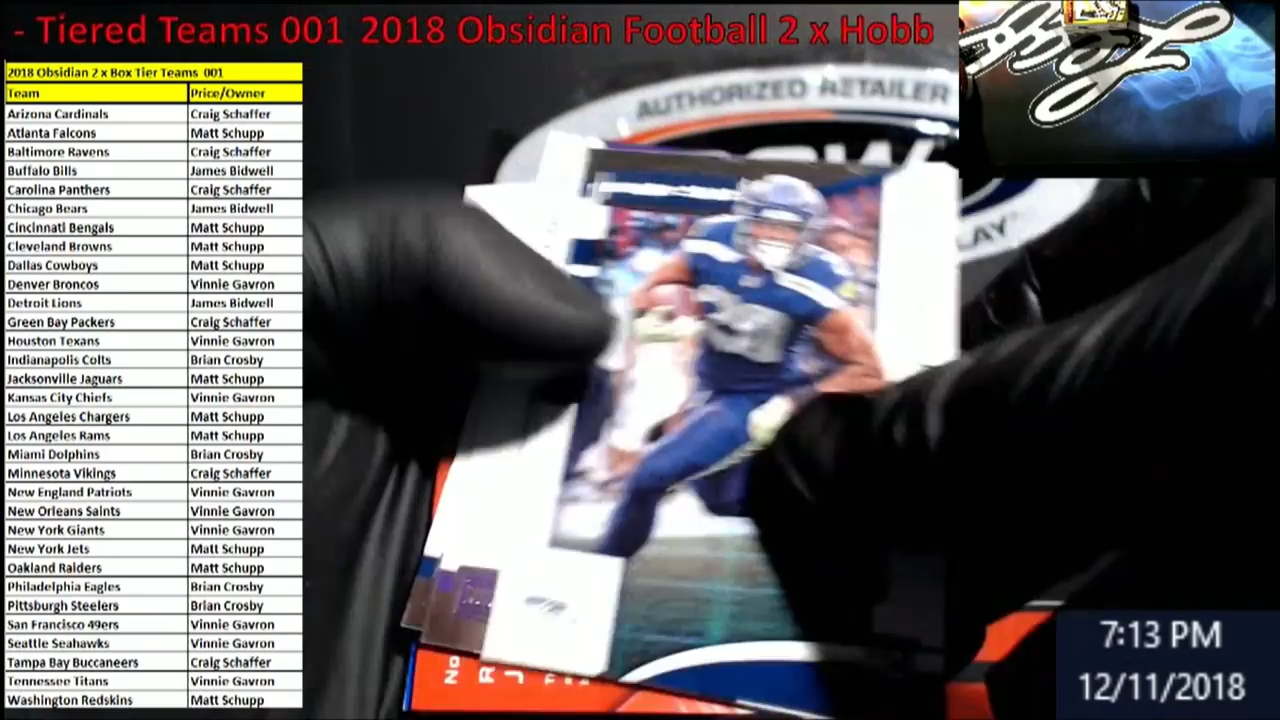 - Tiered Teams 001 2018 Obsidian Football 2 x Hobb
2018 Obsidian 2 x Box Tier Teams 001
Team Price/Owner
Arizona Cardinals Craig Schaffer
Atlanta Falcons Matt Schupp
Baltimore Ravens Craig Schaffer
Buffalo Bills James Bidwell
Carolina Panthers Craig Schaffer
Chicago Bears James Bidwell
Cincinnati Bengals Matt Schupp
Cleveland Browns Matt Schupp
Dallas Cowboys Matt Schupp
Denver Broncos Vinnie Gavron
Detroit Lions James Bidwell
Green Bay Packers Craig Schaffer
Houston Texans Vinnie Gavron
Indianapolis Colts Brian Crosby
Jacksonville Jaguars Matt Schupp
Kansas City Chiefs Vinnie Gavron
Los Angeles Chargers Matt Schupp
Los Angeles Rams Matt Schupp
Miami Dolphins Brian Crosby
Minnesota Vikings Craig Schaffer
New England Patriots Vinnie Gavron
New Orleans Saints Vinnie Gavron
New York Giants Vinnie Gavron
New York Jets Matt Schupp
Oakland Raiders Matt Schupp
Philadelphia Eagles Brian Crosby
Pittsburgh Steelers Brian Crosby
San Francisco 49ers Vinnie Gavron
Seattle Seahawks Vinnie Gavron
Tampa Bay Buccaneers Craig Schaffer
Tennessee Titans Vinnie Gavron
Washington Redskins Matt Schupp
AUTHORIZED RETAILER
LAY
No
7:13 PM
12/11/2018